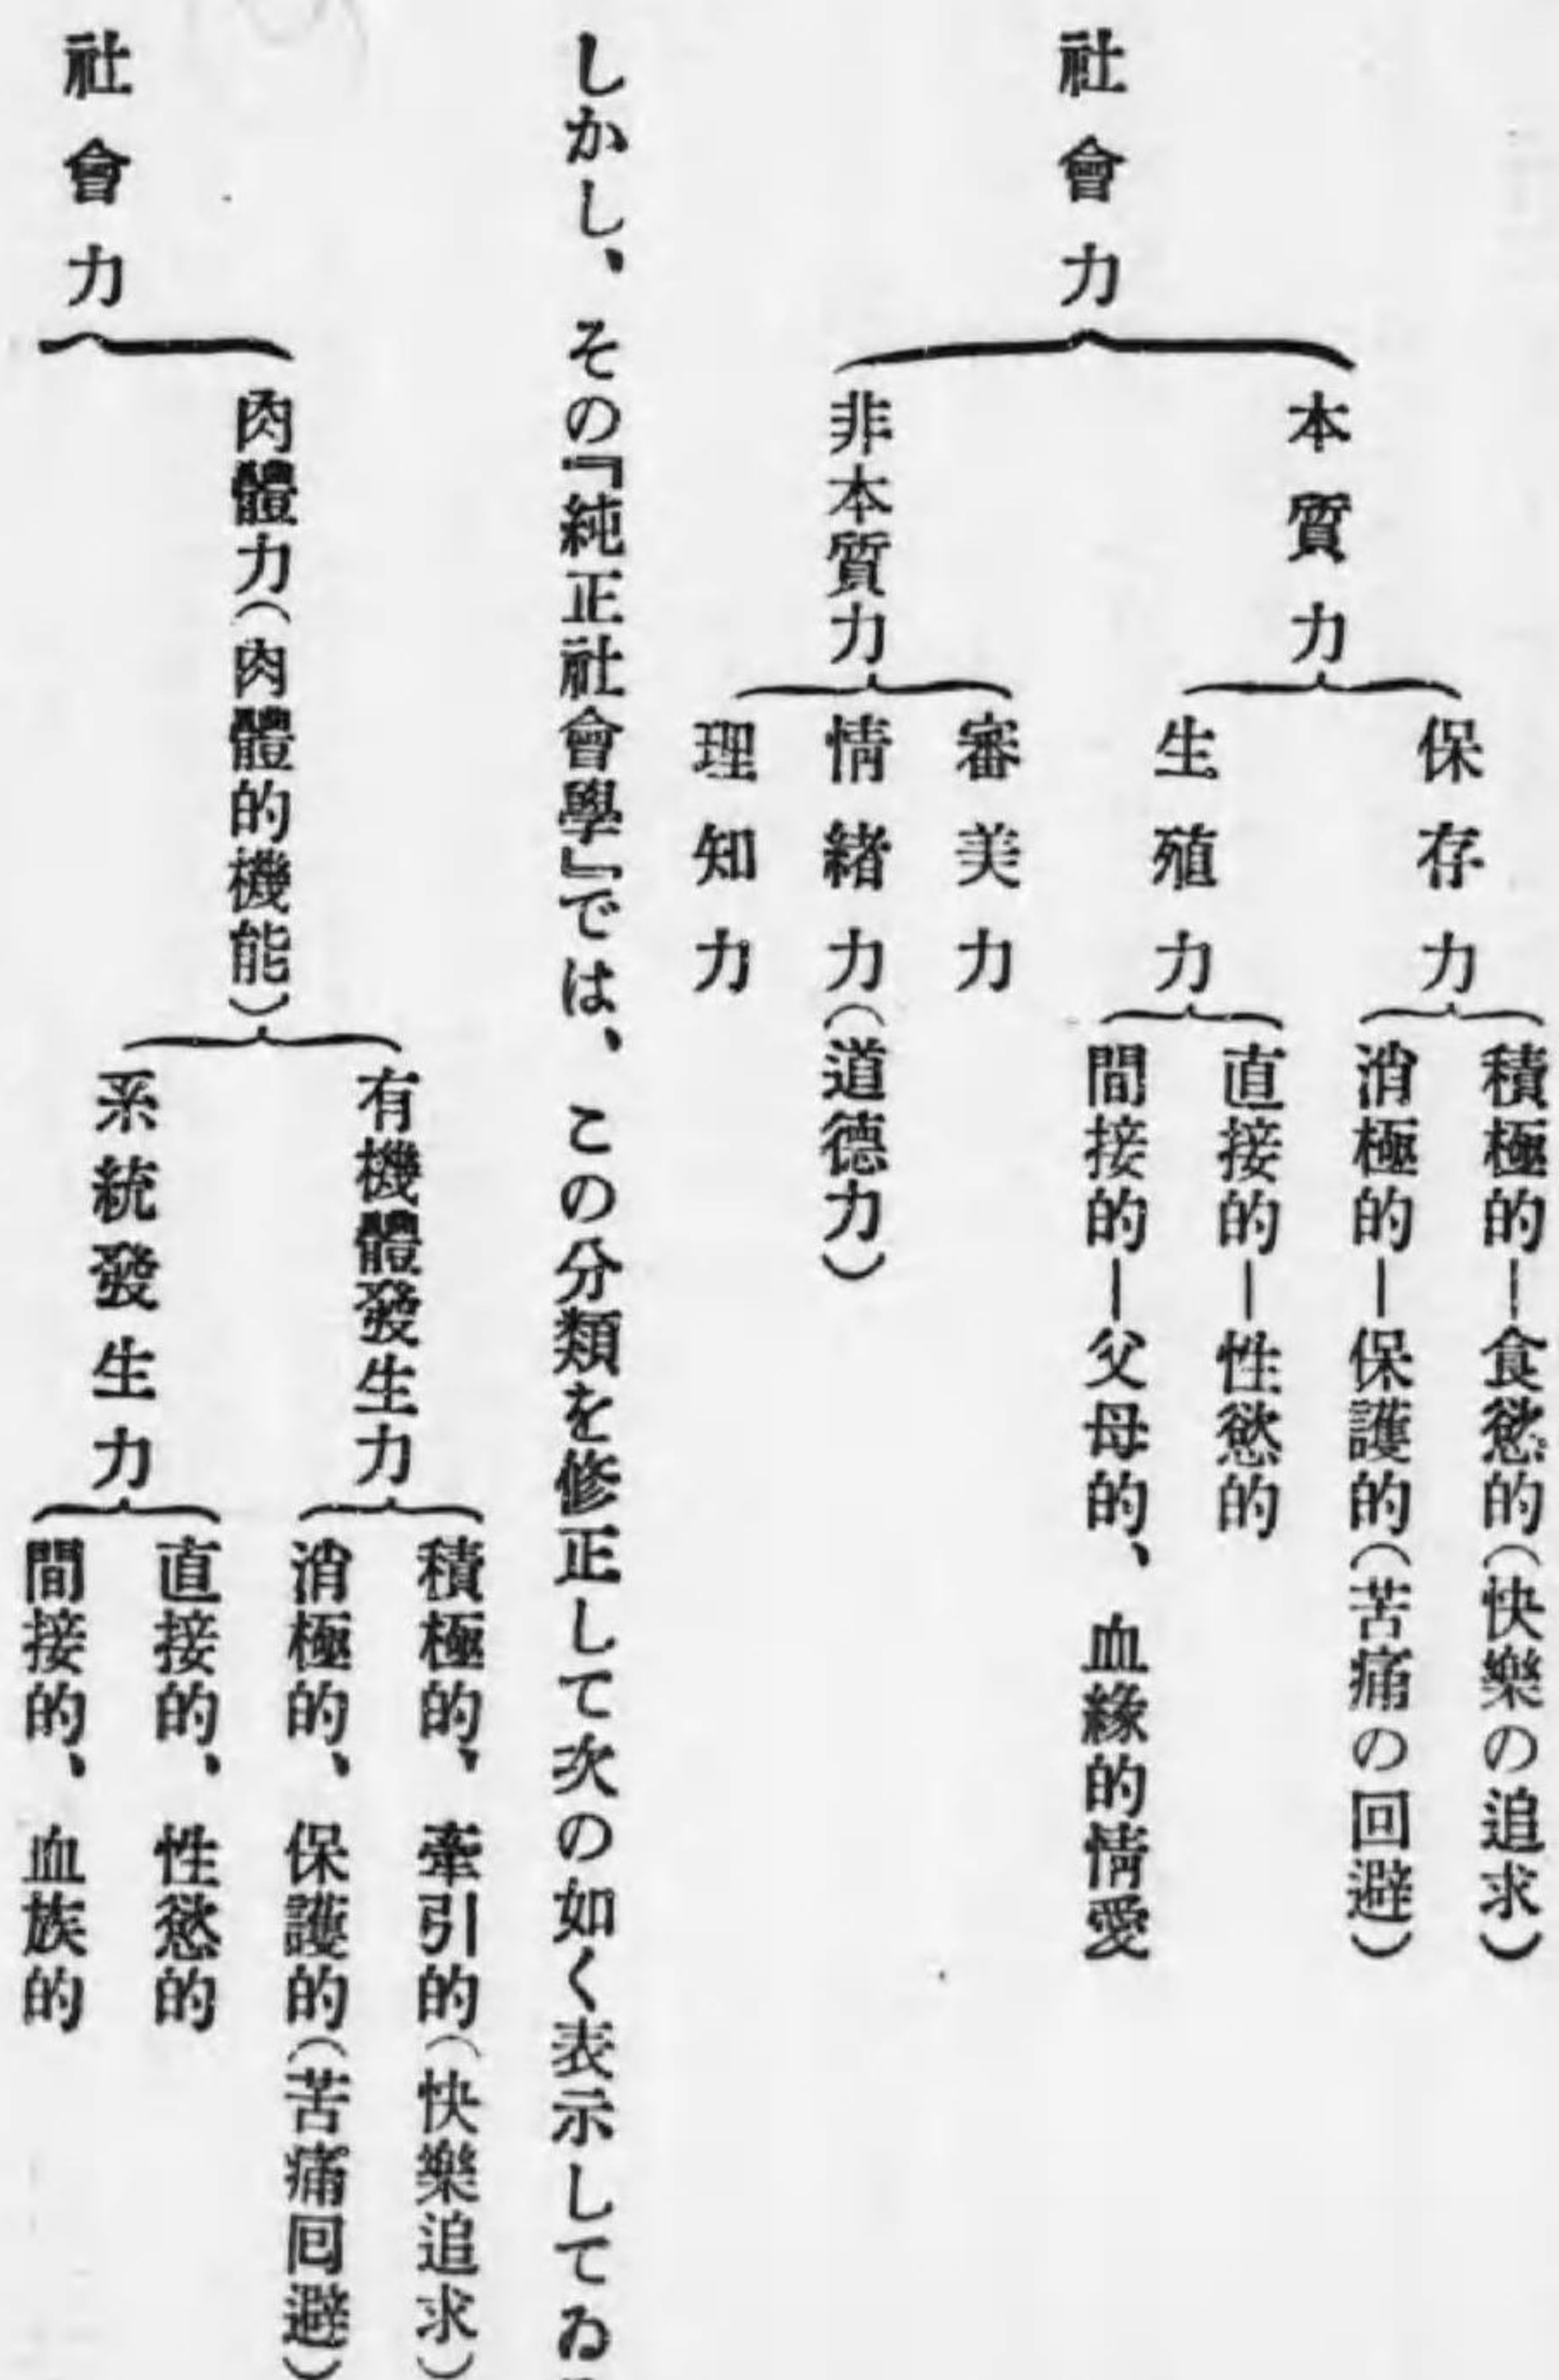 社會力
本質力
保存力
積極的―食慾的（快樂の追求）
消極的―保護的（苦痛の回避）
生殖力
直接的―性慾的
間接的―父母的、血緣的情愛
非本質力
審美力
情緒力（道德力）
理知力
しかし、その『純正社會學』では、この分類を修正して次の如く表示してゐ
社會力
肉體力（肉體的機能）
有機體發生力
積極的、牽引的（快樂追求）
消極的、保護的（苦痛回避）
系統發生力
直接的、性慾的
間接的、血族的